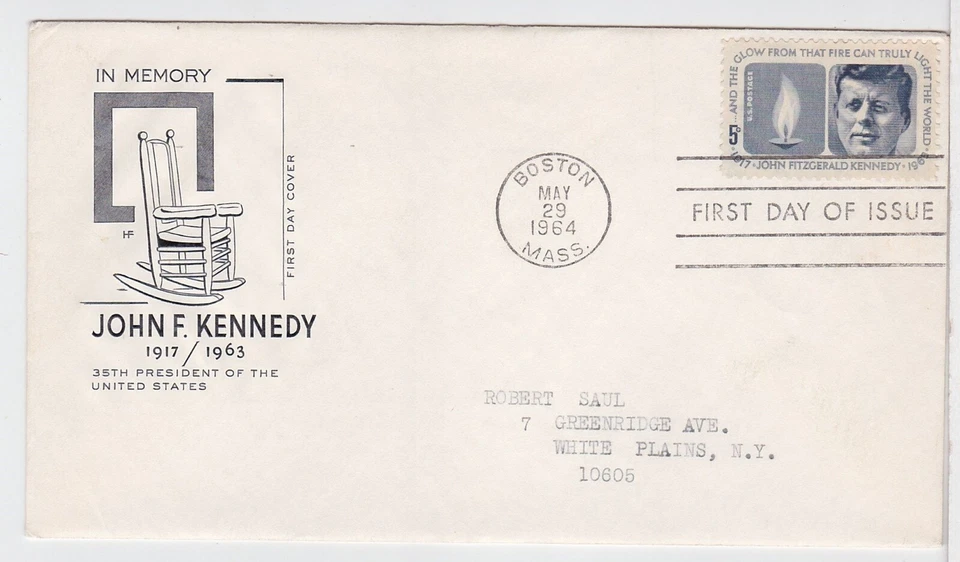 IN MEMORY
HF
FIRST DAY COVER
JOHN F. KENNEDY
1917 / 1963
35TH PRESIDENT OF THE
UNITED STATES
BOSTON
MAY
29
1964
MASS.
...AND THE GLOW FROM THAT FIRE CAN TRULY LIGHT THE WORLD
U.S. POSTAGE
5c
1917 · JOHN FITZGERALD KENNEDY · 196
FIRST DAY OF ISSUE
ROBERT SAUL
7 GREENRIDGE AVE.
WHITE PLAINS, N.Y.
10605